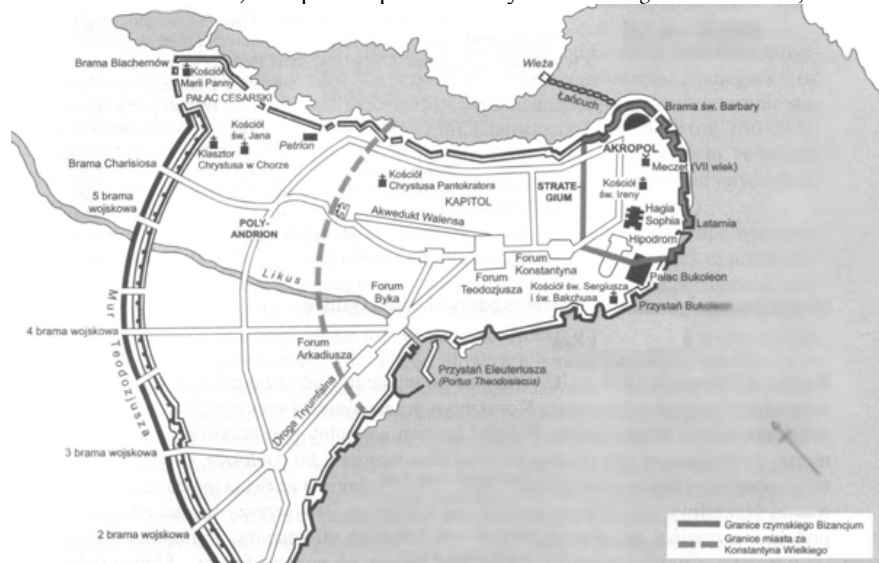 Brama Blachernów
Kościół
Marii Panny
PAŁAC CESARSKI
Kościół
św. Jana
Petrion
Klasztor
Chrystusa w Chorze
Brama Charisiosa
5 brama
wojskowa
POLY-
ANDRION
Likus
Kościół
Chrystusa Pantokratora
KAPITOL
Akwedukt Walensa
Wieża
Łańcuch
Brama św. Barbary
AKROPOL
Meczet (VII wiek)
STRATE-
GIUM
Kościół
św. Ireny
Hagia
Sophia
Latarnia
Hipodrom
Forum
Konstantyna
Forum
Teodozjusza
Pałac Bukoleon
Kościół św. Sergiusza
i św. Bakchusa
Przystań Bukoleon
Forum
Byka
4 brama wojskowa
Mur Teodozjusza
Forum
Arkadiusza
Przystań Eleuteriusza
(Portus Theodosiacus)
Droga Tryumfalna
3 brama wojskowa
2 brama wojskowa
Granice rzymskiego Bizancjum
Granice miasta za
Konstantyna Wielkiego